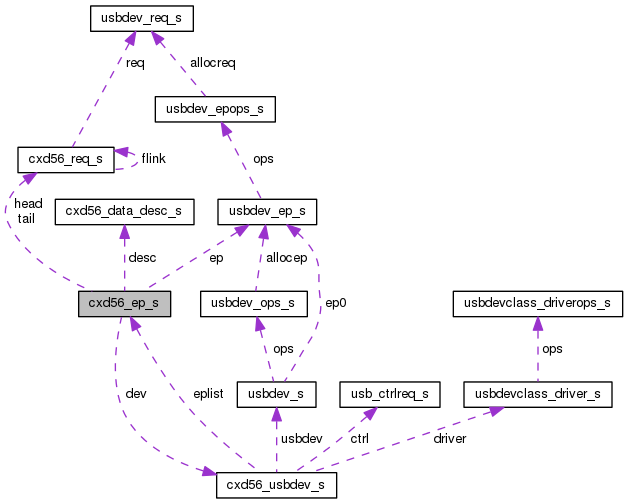 usbdev_req_s
req
allocreq
usbdev_epops_s
cxd56_req_s
flink
ops
head
tail
cxd56_data_desc_s
usbdev_ep_s
desc
ep
allocep
cxd56_ep_s
usbdev_ops_s
ep0
usbdevclass_driverops_s
ops
ops
dev
eplist
usbdev_s
usb_ctrlreq_s
usbdevclass_driver_s
usbdev
ctrl
driver
cxd56_usbdev_s